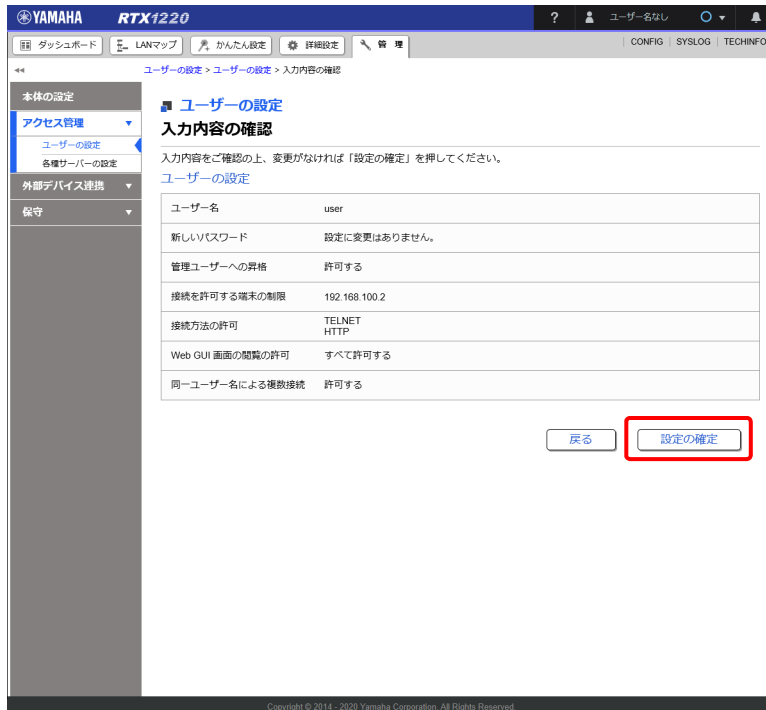 YAMAHA RTX1220 ? ユーザー名なし
ダッシュボード LANマップ かんたん設定 詳細設定 管理 CONFIG SYSLOG TECHINFO
ユーザーの設定 > ユーザーの設定 > 入力内容の確認
本体の設定
アクセス管理
ユーザーの設定
各種サーバーの設定
外部デバイス連携
保守
ユーザーの設定
入力内容の確認
入力内容をご確認の上、変更がなければ「設定の確定」を押してください。
ユーザーの設定
ユーザー名 user
新しいパスワード 設定に変更はありません。
管理ユーザーへの昇格 許可する
接続を許可する端末の制限 192.168.100.2
接続方法の許可 TELNET
HTTP
Web GUI 画面の閲覧の許可 すべて許可する
同一ユーザー名による複数接続 許可する
戻る 設定の確定
Copyright © 2014 - 2020 Yamaha Corporation. All Rights Reserved.